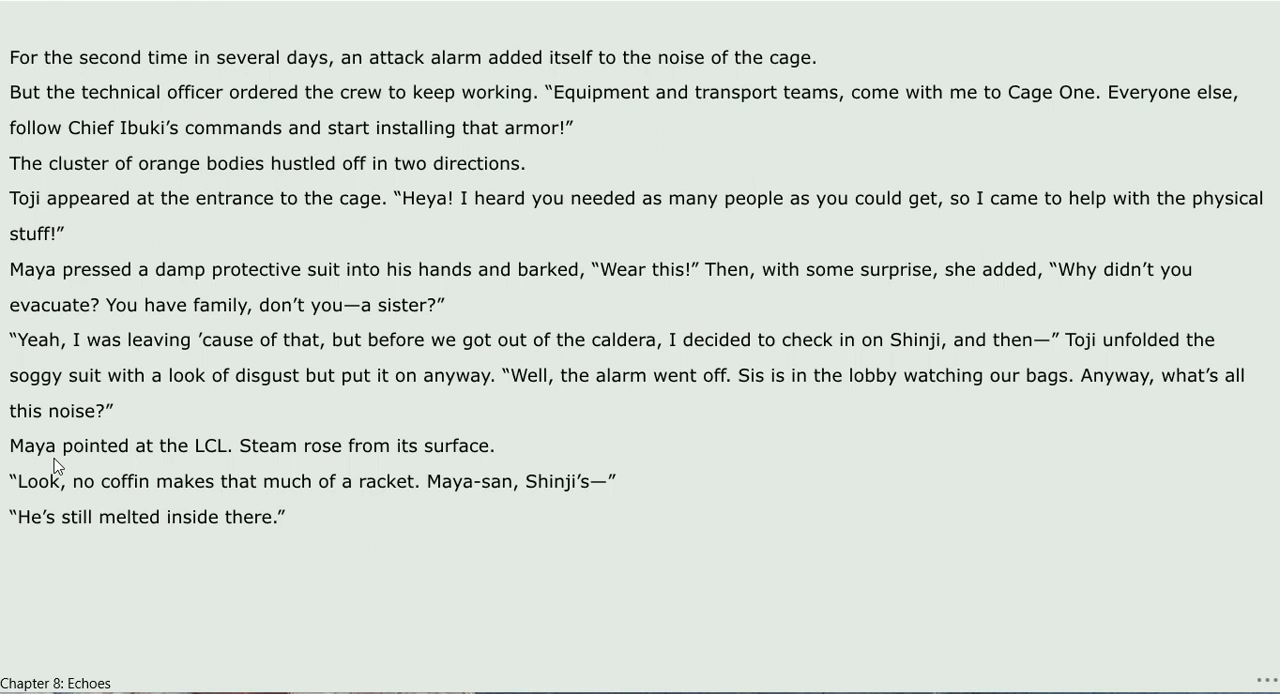 For the second time in several days, an attack alarm added itself to the noise of the cage.
But the technical officer ordered the crew to keep working. “Equipment and transport teams, come with me to Cage One. Everyone else,
follow Chief Ibuki’s commands and start installing that armor!”
The cluster of orange bodies hustled off in two directions.
Toji appeared at the entrance to the cage. “Heya! I heard you needed as many people as you could get, so I came to help with the physical
stuff!”
Maya pressed a damp protective suit into his hands and barked, “Wear this!” Then, with some surprise, she added, “Why didn’t you
evacuate? You have family, don’t you—a sister?”
“Yeah, I was leaving ’cause of that, but before we got out of the caldera, I decided to check in on Shinji, and then—” Toji unfolded the
soggy suit with a look of disgust but put it on anyway. “Well, the alarm went off. Sis is in the lobby watching our bags. Anyway, what’s all
this noise?”
Maya pointed at the LCL. Steam rose from its surface.
“Look, no coffin makes that much of a racket. Maya-san, Shinji’s—”
“He’s still melted inside there.”
Chapter 8: Echoes